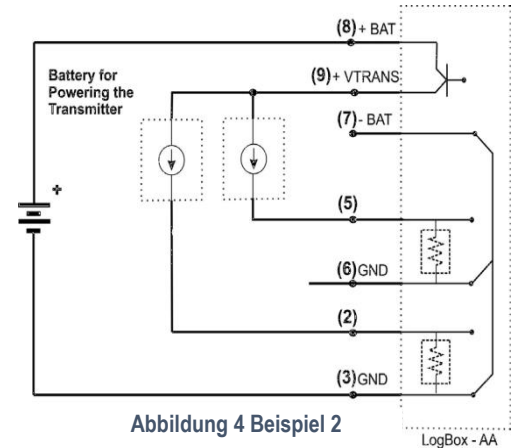 (8)+ BAT
Battery for
Powering the
Transmitter
(9)+ VTRANS
(7)- BAT
+
(5)
(6)GND
(2)
(3)GND
Abbildung 4 Beispiel 2
LogBox - AA